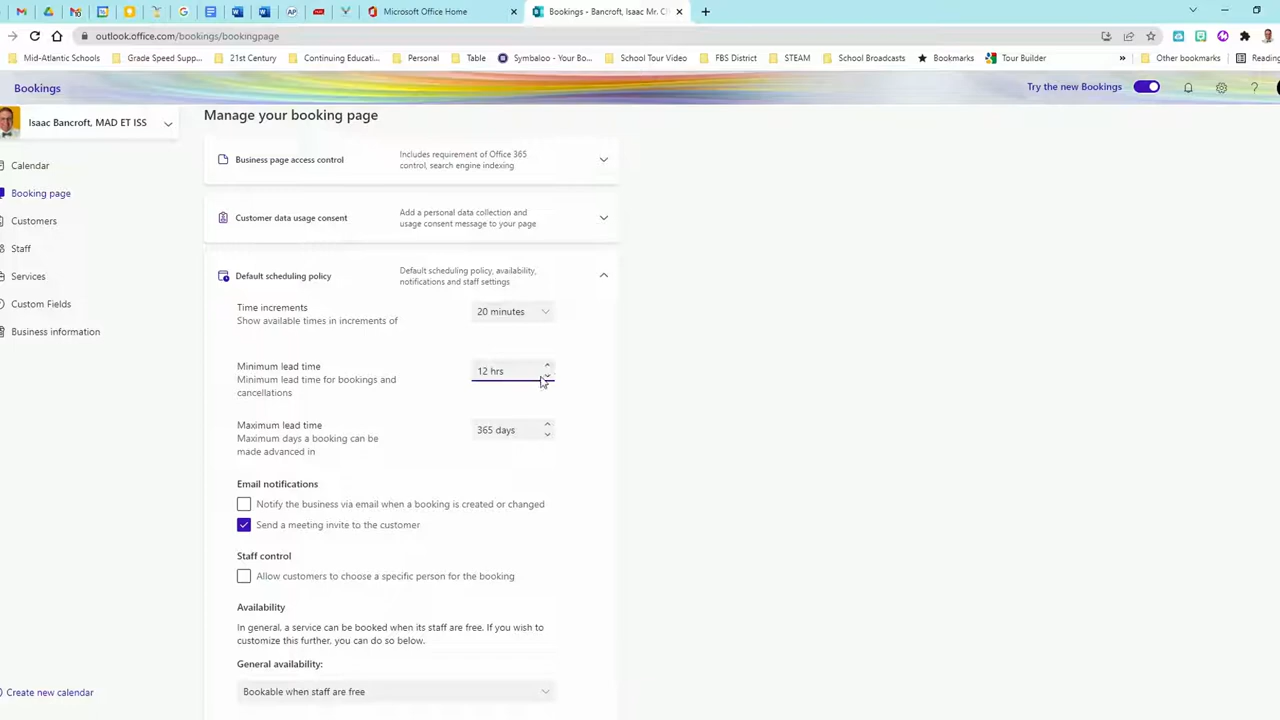 Microsoft Office Home
Bookings - Bancroft, Isaac Mr. C
outlook.office.com/bookings/bookingpage
Mid-Atlantic Schools
Grade Speed Supp...
21st Century
Continuing Educati...
Personal
Table
Symbaloo - Your Bo...
School Tour Video
FBS District
STEAM
School Broadcasts
Bookmarks
Tour Builder
»
Other bookmarks
Reading
Bookings
Try the new Bookings
?
Isaac Bancroft, MAD ET ISS
Manage your booking page
Calendar
Booking page
Customers
Staff
Services
Custom Fields
Business information
Create new calendar
Business page access control
Includes requirement of Office 365
control, search engine indexing
Customer data usage consent
Add a personal data collection and
usage consent message to your page
Default scheduling policy
Default scheduling policy, availability,
notifications and staff settings
Time increments
Show available times in increments of
20 minutes
Minimum lead time
Minimum lead time for bookings and
cancellations
12 hrs
Maximum lead time
Maximum days a booking can be
made advanced in
365 days
Email notifications
Notify the business via email when a booking is created or changed
Send a meeting invite to the customer
Staff control
Allow customers to choose a specific person for the booking
Availability
In general, a service can be booked when its staff are free. If you wish to
customize this further, you can do so below.
General availability:
Bookable when staff are free